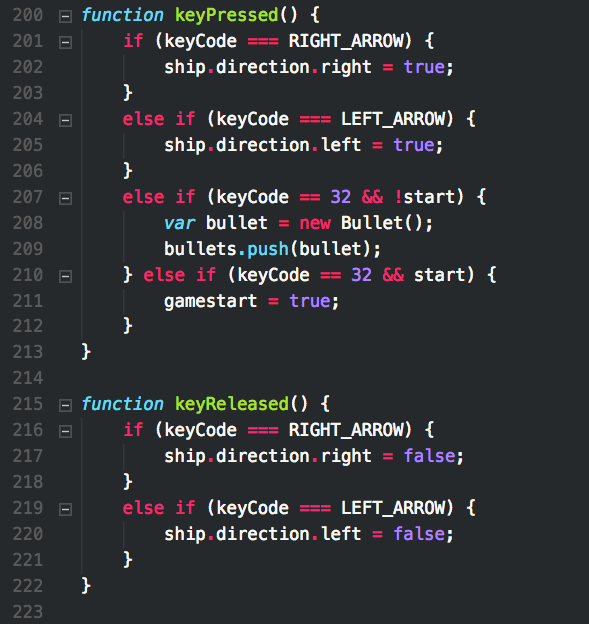 200 function keyPressed() {
201     if (keyCode === RIGHT_ARROW) {
202         ship.direction.right = true;
203     }
204     else if (keyCode === LEFT_ARROW) {
205         ship.direction.left = true;
206     }
207     else if (keyCode == 32 && !start) {
208         var bullet = new Bullet();
209         bullets.push(bullet);
210     } else if (keyCode == 32 && start) {
211         gamestart = true;
212     }
213 }
214
215 function keyReleased() {
216     if (keyCode === RIGHT_ARROW) {
217         ship.direction.right = false;
218     }
219     else if (keyCode === LEFT_ARROW) {
220         ship.direction.left = false;
221     }
222 }
223